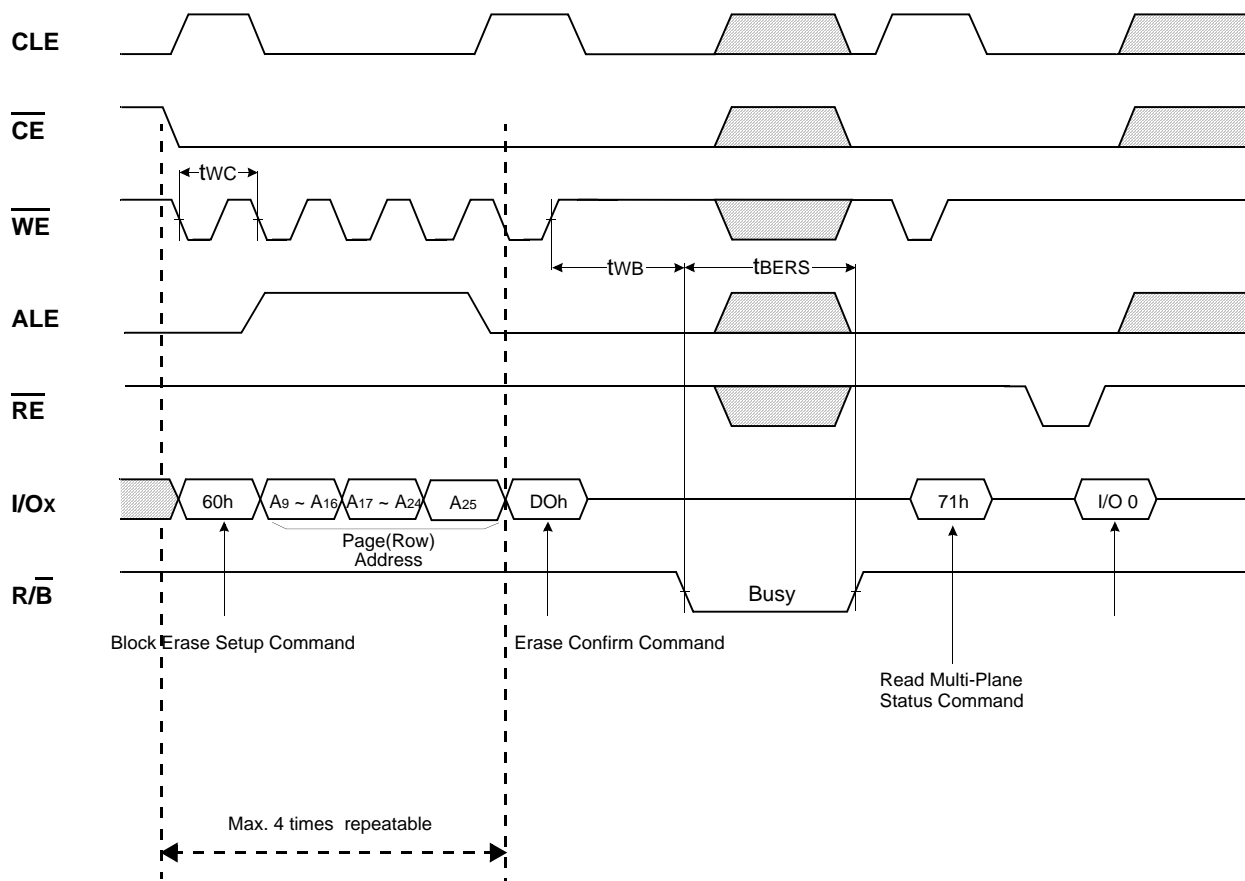 CLE
CE
tWC
WE
tWB
tBERS
ALE
RE
I/Ox
60h
A9 ~ A16
A17 ~ A24
A25
DOh
71h
I/O 0
Page(Row)
Address
R/B
Busy
Block Erase Setup Command
Erase Confirm Command
Read Multi-Plane
Status Command
Max. 4 times repeatable